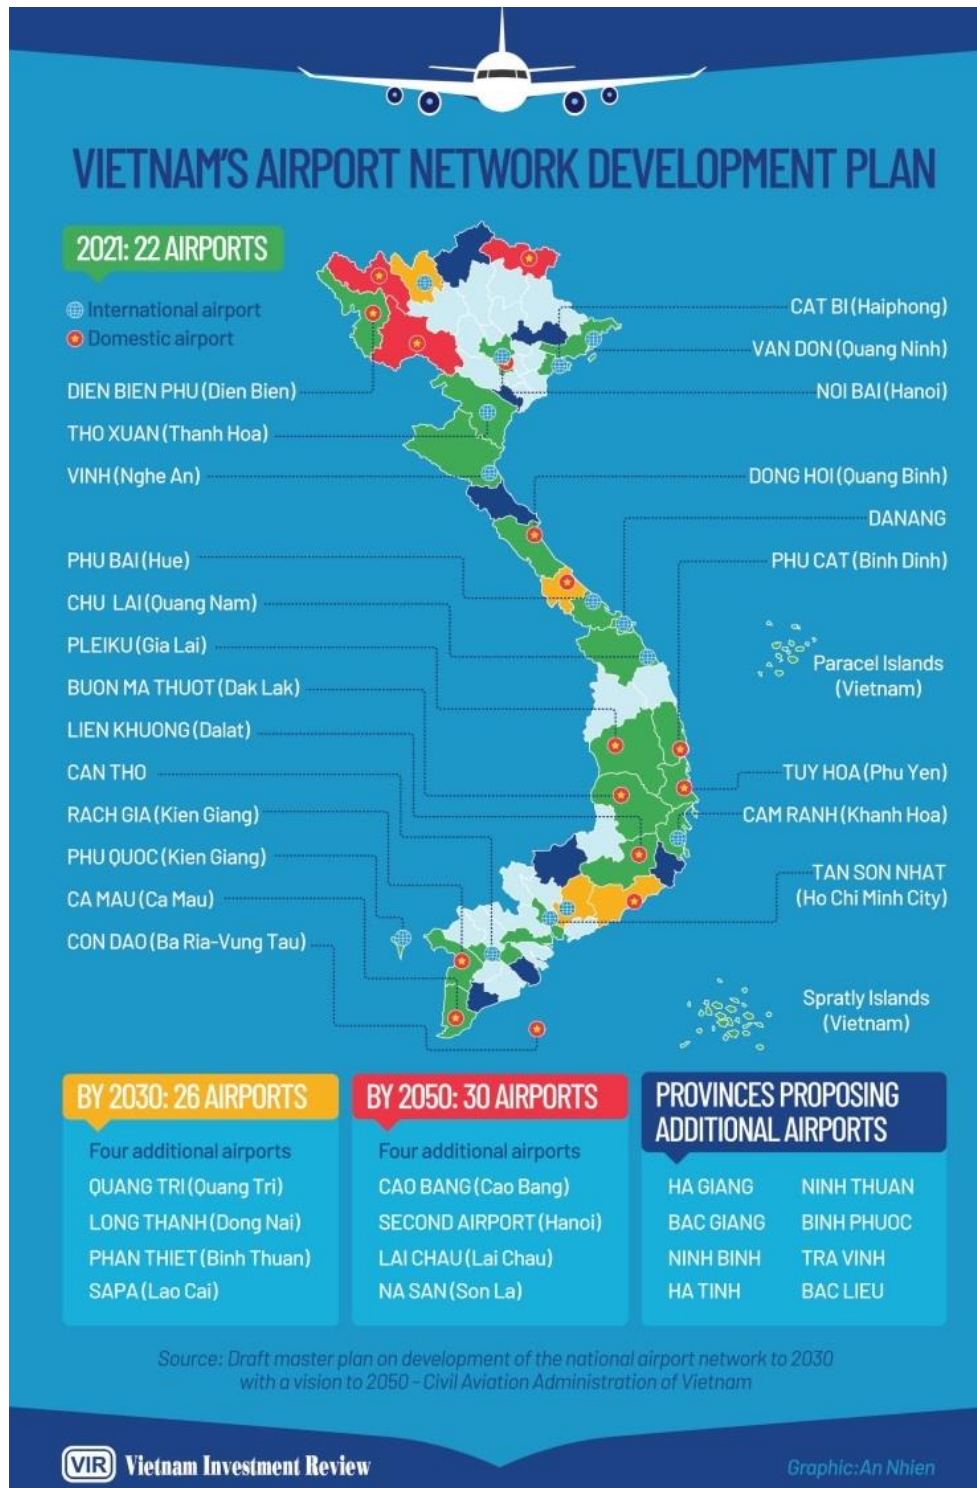 VIETNAM'S AIRPORT NETWORK DEVELOPMENT PLAN
2021: 22 AIRPORTS
International airport
Domestic airport
DIEN BIEN PHU (Dien Bien)
THO XUAN (Thanh Hoa)
VINH (Nghe An)
PHU BAI (Hue)
CHU LAI (Quang Nam)
PLEIKU (Gia Lai)
BUON MA THUOT (Dak Lak)
LIEN KHUONG (Dalat)
CAN THO
RACH GIA (Kien Giang)
PHU QUOC (Kien Giang)
CA MAU (Ca Mau)
CON DAO (Ba Ria-Vung Tau)
CAT BI (Haiphong)
VAN DON (Quang Ninh)
NOI BAI (Hanoi)
DONG HOI (Quang Binh)
DANANG
PHU CAT (Binh Dinh)
Paracel Islands
(Vietnam)
TUY HOA (Phu Yen)
CAM RANH (Khanh Hoa)
TAN SON NHAT
(Ho Chi Minh City)
Spratly Islands
(Vietnam)
BY 2030: 26 AIRPORTS
Four additional airports
QUANG TRI (Quang Tri)
LONG THANH (Dong Nai)
PHAN THIET (Binh Thuan)
SAPA (Lao Cai)
BY 2050: 30 AIRPORTS
Four additional airports
CAO BANG (Cao Bang)
SECOND AIRPORT (Hanoi)
LAI CHAU (Lai Chau)
NA SAN (Son La)
PROVINCES PROPOSING
ADDITIONAL AIRPORTS
HA GIANG
BAC GIANG
NINH BINH
HA TINH
NINH THUAN
BINH PHUOC
TRA VINH
BAC LIEU
Source: Draft master plan on development of the national airport network to 2030
with a vision to 2050 - Civil Aviation Administration of Vietnam
VIR Vietnam Investment Review
Graphic: An Nhien